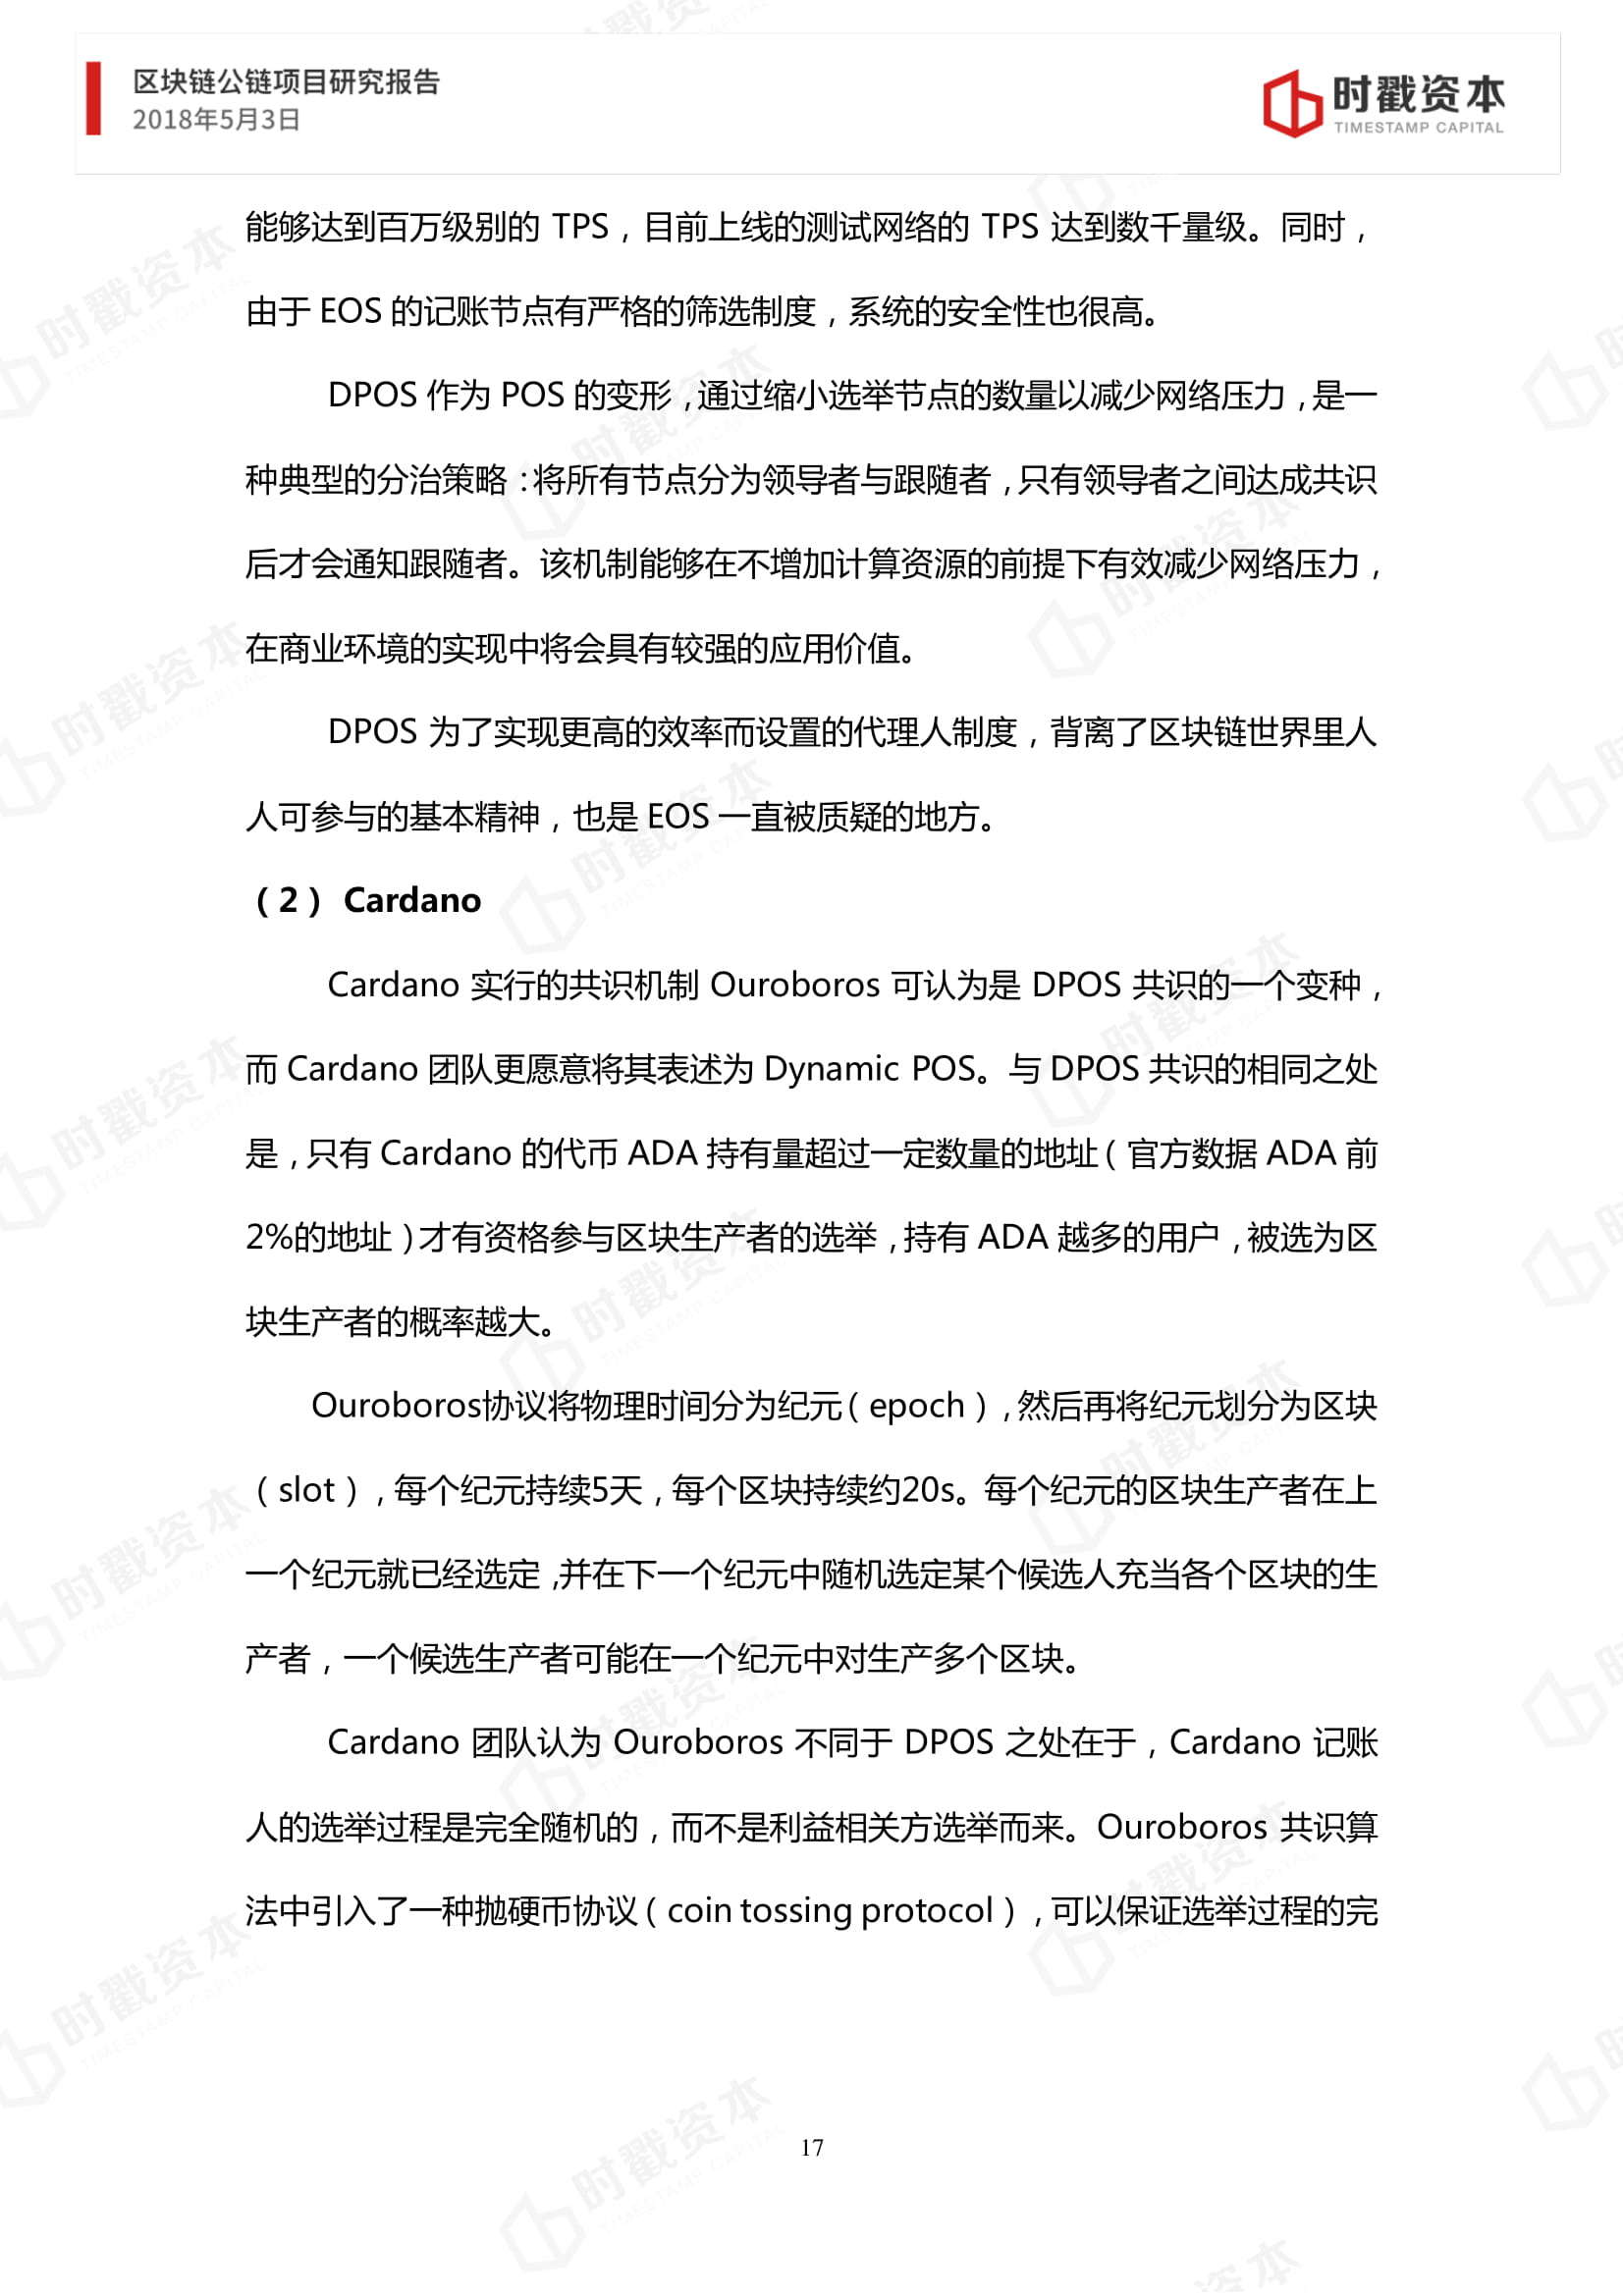 区块链公链项目研究报告
2018年5月3日
时戳资本
TIMESTAMP CAPITAL
能够达到百万级别的 TPS，目前上线的测试网络的 TPS 达到数千量级。同时，
由于 EOS 的记账节点有严格的筛选制度，系统的安全性也很高。
DPOS 作为 POS 的变形，通过缩小选举节点的数量以减少网络压力，是一
种典型的分治策略：将所有节点分为领导者与跟随者，只有领导者之间达成共识
后才会通知跟随者。该机制能够在不增加计算资源的前提下有效减少网络压力，
在商业环境的实现中将会具有较强的应用价值。
DPOS 为了实现更高的效率而设置的代理人制度，背离了区块链世界里人
人可参与的基本精神，也是 EOS 一直被质疑的地方。
（2） Cardano
Cardano 实行的共识机制 Ouroboros 可认为是 DPOS 共识的一个变种，
而 Cardano 团队更愿意将其表述为 Dynamic POS。与 DPOS 共识的相同之处
是，只有 Cardano 的代币 ADA 持有量超过一定数量的地址（官方数据 ADA 前
2%的地址）才有资格参与区块生产者的选举，持有 ADA 越多的用户，被选为区
块生产者的概率越大。
Ouroboros协议将物理时间分为纪元（epoch），然后再将纪元划分为区块
（slot），每个纪元持续5天，每个区块持续约20s。每个纪元的区块生产者在上
一个纪元就已经选定，并在下一个纪元中随机选定某个候选人充当各个区块的生
产者，一个候选生产者可能在一个纪元中对生产多个区块。
Cardano 团队认为 Ouroboros 不同于 DPOS 之处在于，Cardano 记账
人的选举过程是完全随机的，而不是利益相关方选举而来。Ouroboros 共识算
法中引入了一种抛硬币协议（coin tossing protocol），可以保证选举过程的完
17